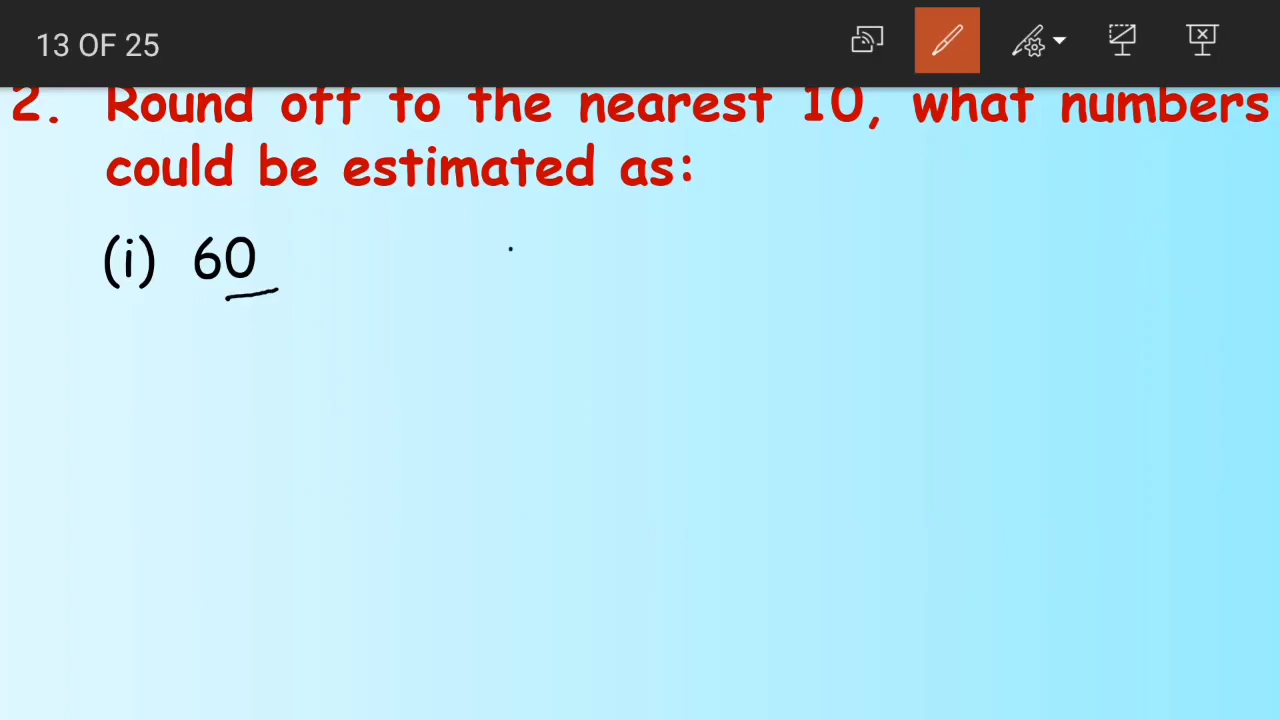 13 OF 25
2. Round off to the nearest 10, what numbers
could be estimated as:
(i) 60